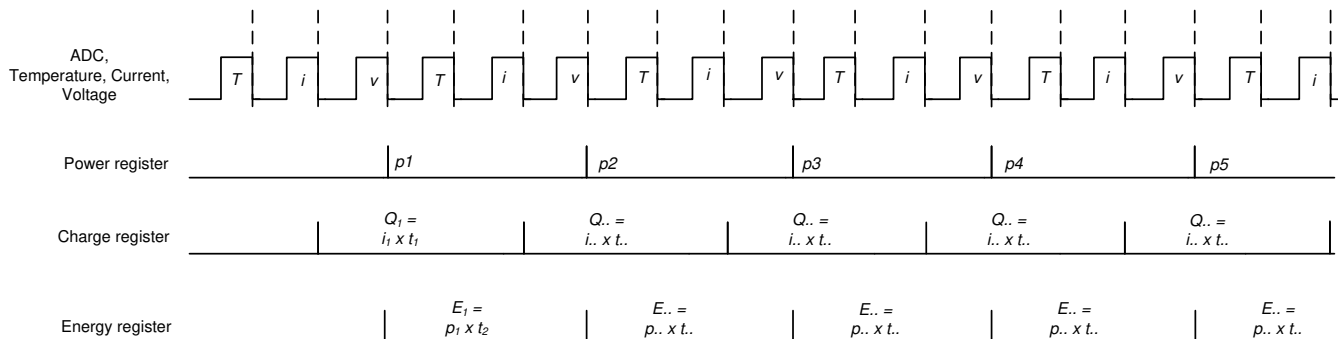 ADC,
Temperature, Current,
Voltage
T i v T i v T i v T i v T i v T i
Power register
p1 p2 p3 p4 p5
Charge register
Q1 = Q.. = Q.. = Q.. = Q.. =
i1 x t1 i.. x t.. i.. x t.. i.. x t.. i.. x t..
Energy register
E1 = E.. = E.. = E.. = E.. =
p1 x t2 p.. x t.. p.. x t.. p.. x t.. p.. x t..